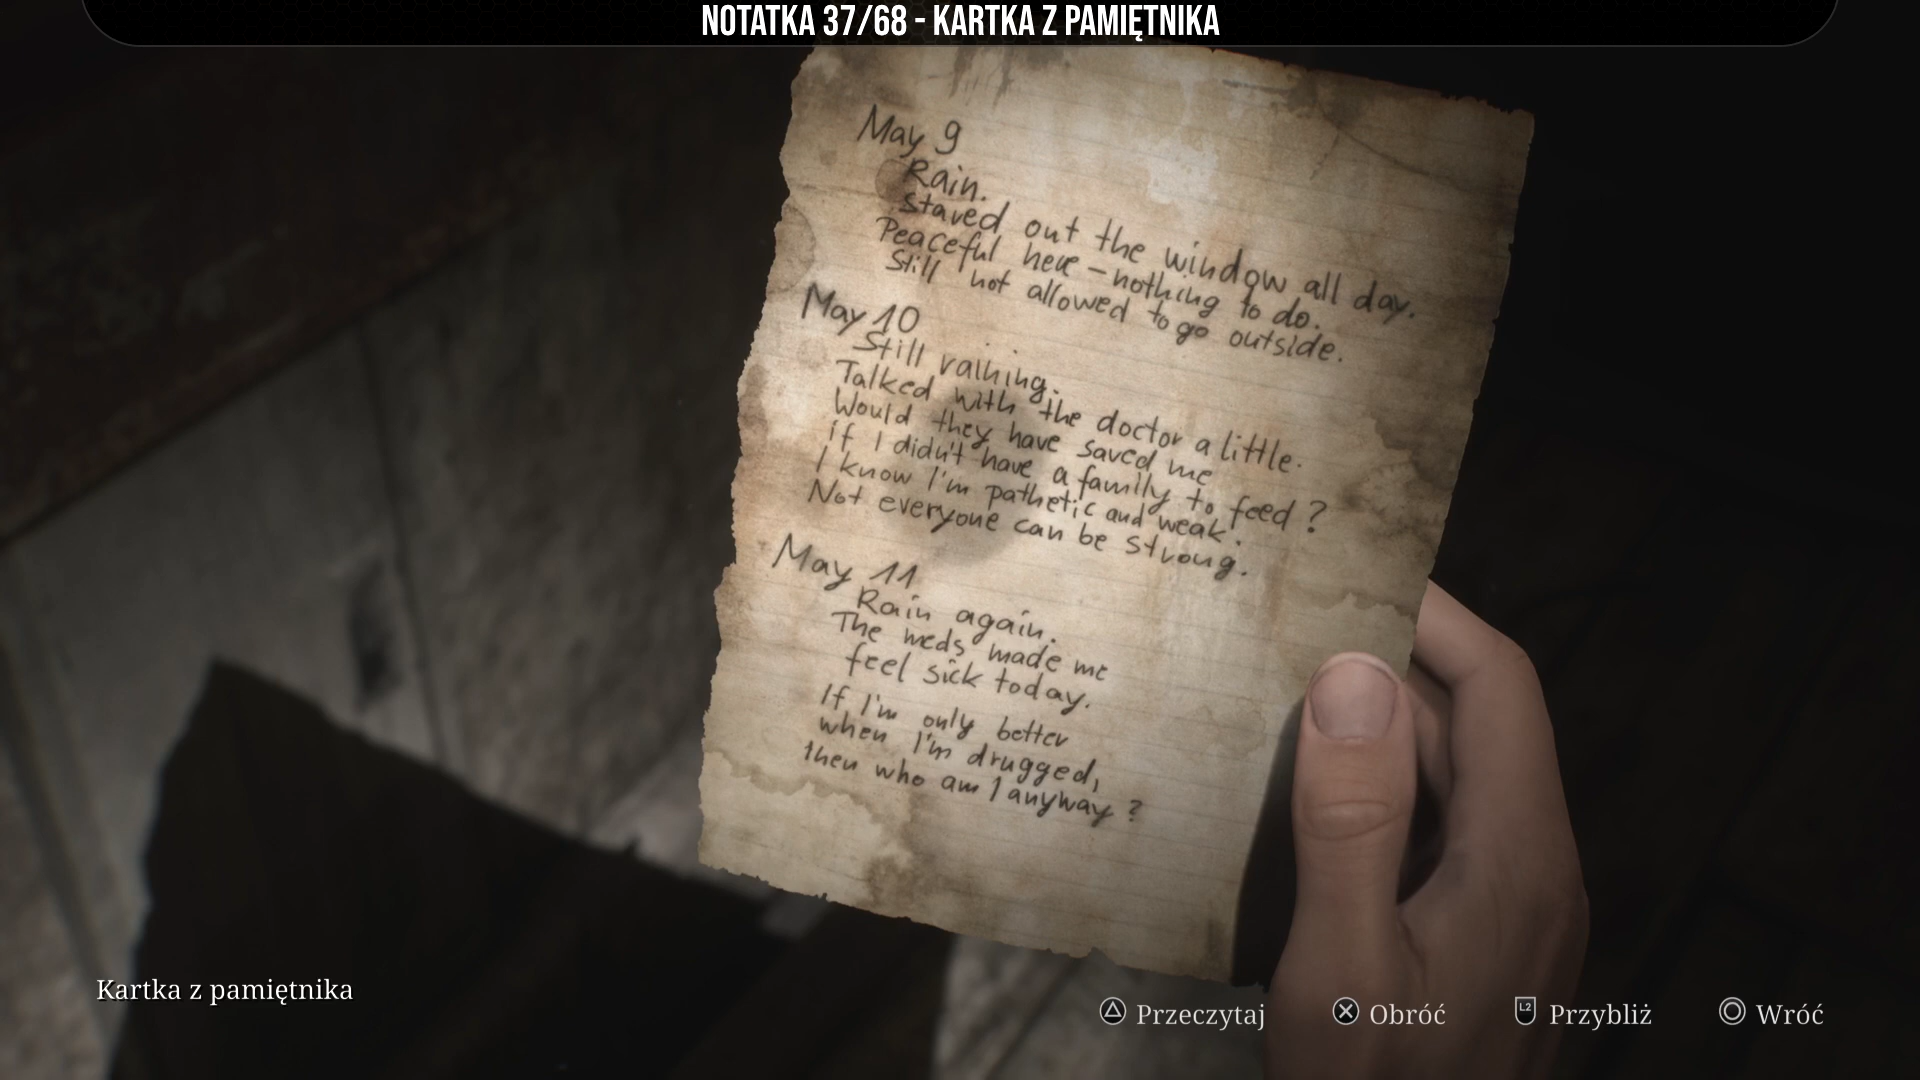 NOTATKA 37/68 - KARTKA Z PAMIĘTNIKA
May 9
Rain.
Stared out the window all day.
Peaceful here - nothing to do.
Still not allowed to go outside.
May 10
Still raining.
Talked with the doctor a little.
Would they have saved me
if I didn't have a family to feed?
I know I'm pathetic and weak.
Not everyone can be strong.
May 11
Rain again.
The meds made me
feel sick today.
If I'm only better
when I'm drugged,
then who am I anyway?
Kartka z pamiętnika
Przeczytaj
Obróć
L2 Przybliż
Wróć